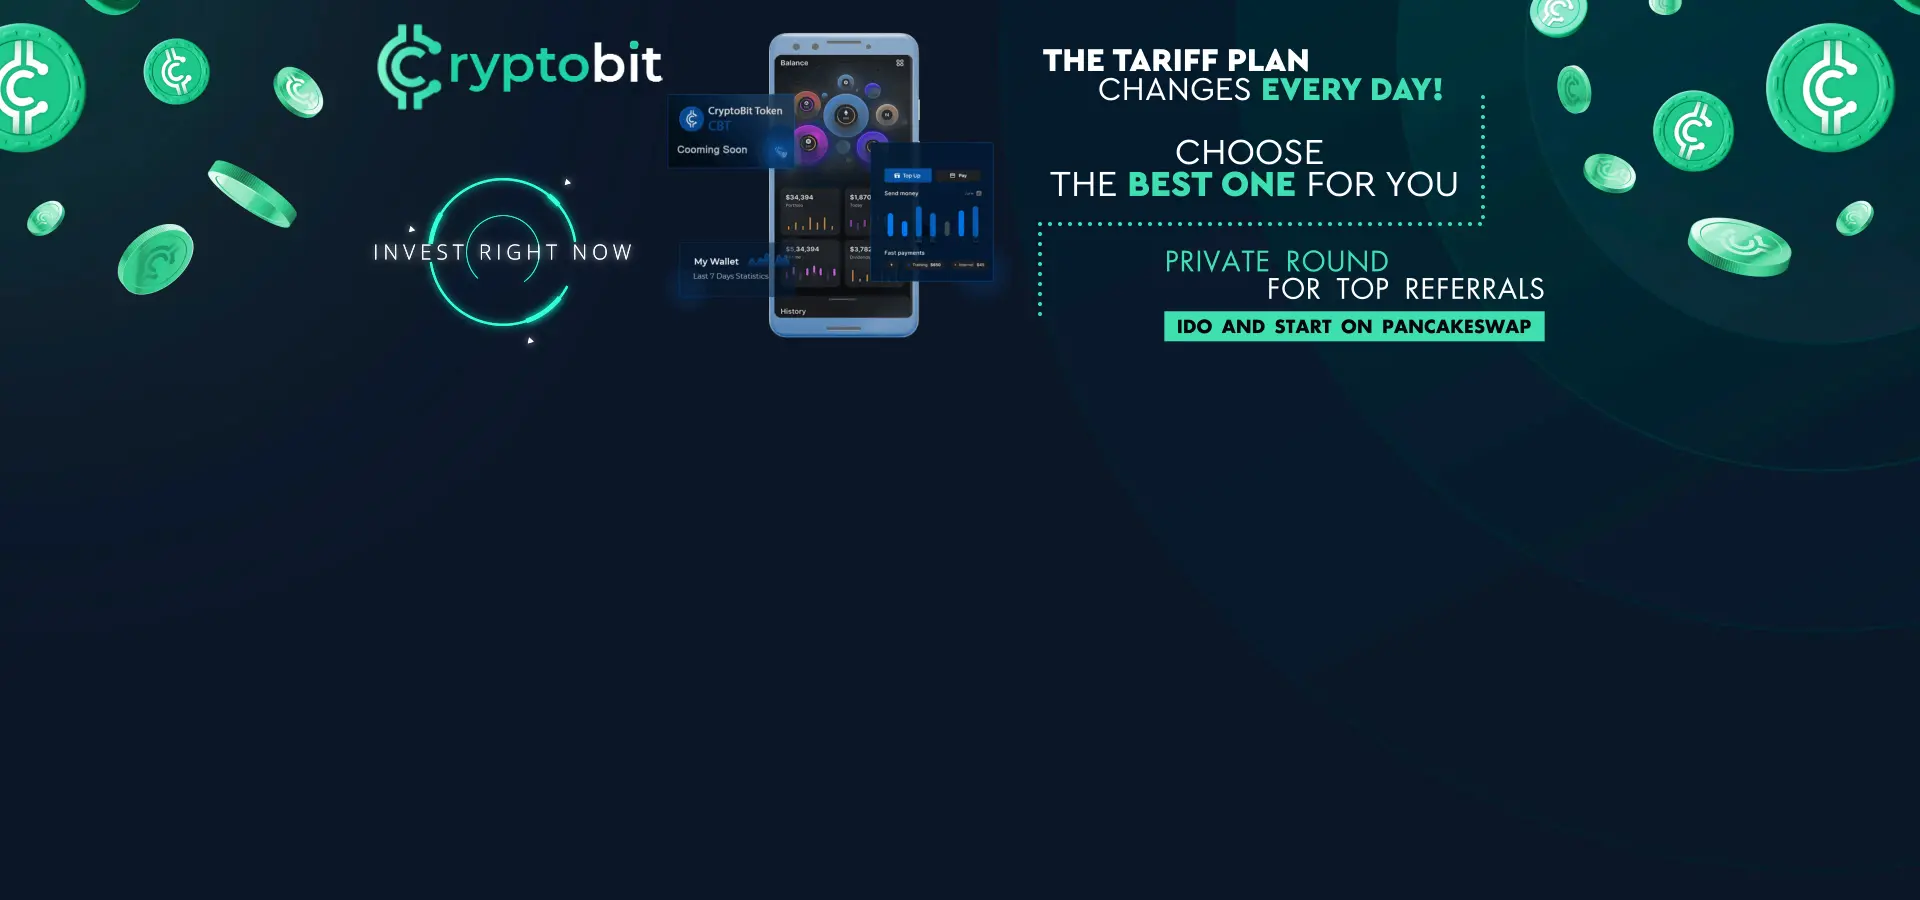 Cryptobit
INVEST RIGHT NOW
Balance
CryptoBit Token
CBT
Cooming Soon
$34,394
$1,870
Top Up
Pay
Send money
$5,34,394
$3,782
Fast payments
My Wallet
Last 7 Days Statistics
History
THE TARIFF PLAN
CHANGES EVERY DAY!
CHOOSE
THE BEST ONE FOR YOU
PRIVATE ROUND
FOR TOP REFERRALS
IDO AND START ON PANCAKESWAP